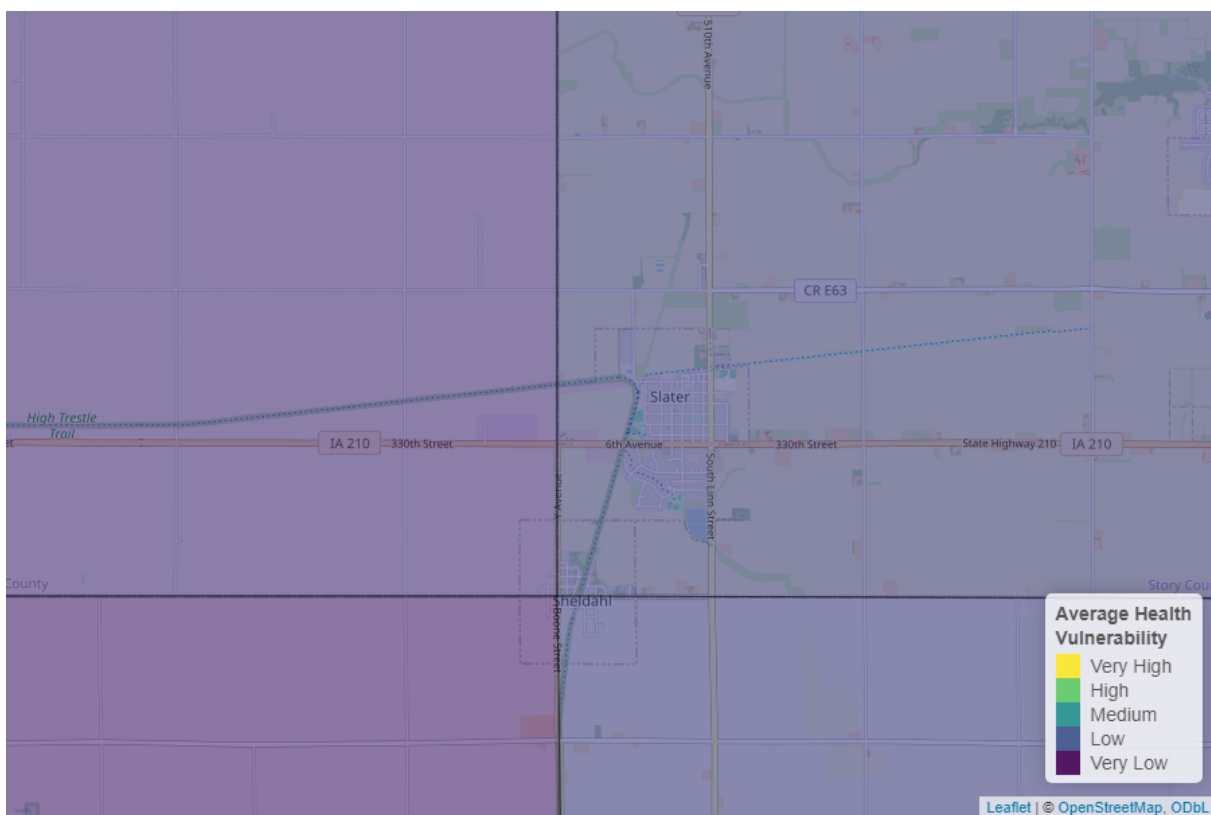 510th Avenue
CR E63
Slater
High Trestle
Trail
IA 210
330th Street
6th Avenue
330th Street
State Highway 210
IA 210
South Linn Street
Y Avenue
County
Story Cou
Sheldahl
Boone Street
Average Health
Vulnerability
Very High
High
Medium
Low
Very Low
Leaflet | © OpenStreetMap, ODbL